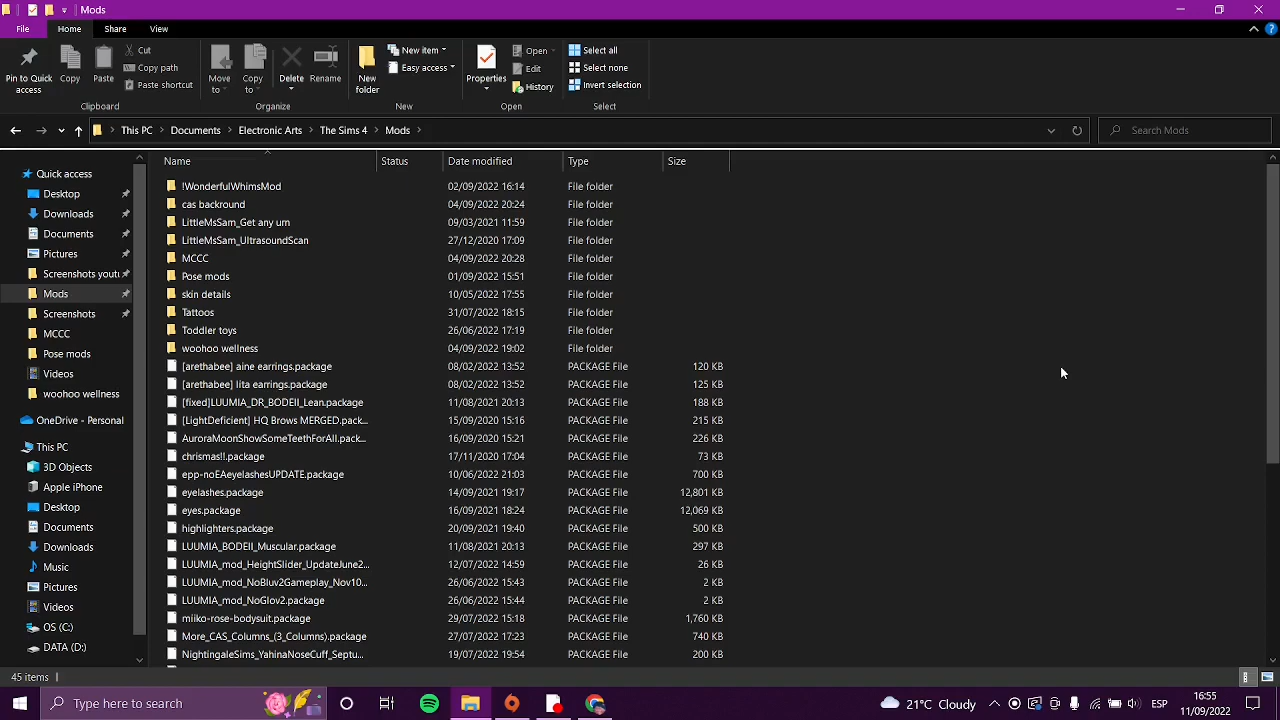 Mods
File Home Share View
Pin to Quick access Copy Paste Cut Copy path Paste shortcut Move to Copy to Delete Rename New folder New item Easy access Properties Open Edit History Select all Select none Invert selection
Clipboard Organize New Open Select
This PC Documents Electronic Arts The Sims 4 Mods Search Mods
Name Status Date modified Type Size
Quick access
Desktop
Downloads
Documents
Pictures
Screenshots youtu
Mods
Screenshots
MCCC
Pose mods
Videos
woohoo wellness
OneDrive - Personal
This PC
3D Objects
Apple iPhone
Desktop
Documents
Downloads
Music
Pictures
Videos
OS (C:)
DATA (D:)
!WonderfulWhimsMod 02/09/2022 16:14 File folder
cas backround 04/09/2022 20:24 File folder
LittleMsSam_Get any um 09/03/2021 11:59 File folder
LittleMsSam_UltrasoundScan 27/12/2020 17:09 File folder
MCCC 04/09/2022 20:28 File folder
Pose mods 01/09/2022 15:51 File folder
skin details 10/05/2022 17:55 File folder
Tattoos 31/07/2022 18:15 File folder
Toddler toys 26/06/2022 17:19 File folder
woohoo wellness 04/09/2022 19:02 File folder
[arethabee] aine earrings.package 08/02/2022 13:52 PACKAGE File 120 KB
[arethabee] lita earrings.package 08/02/2022 13:52 PACKAGE File 125 KB
[fixed]LUUMIA_DR_BODEII_Lean.package 11/08/2021 20:13 PACKAGE File 188 KB
[LightDeficient] HQ Brows MERGED.pack... 15/09/2020 15:16 PACKAGE File 215 KB
AuroraMoonShowSomeTeethForAll.pack... 16/09/2020 15:21 PACKAGE File 226 KB
chrismas!!.package 17/11/2020 17:04 PACKAGE File 73 KB
epp-noEAeyelashesUPDATE.package 10/06/2022 21:03 PACKAGE File 700 KB
eyelashes.package 14/09/2021 19:17 PACKAGE File 12,801 KB
eyes.package 16/09/2021 18:24 PACKAGE File 12,069 KB
highlighters.package 20/09/2021 19:40 PACKAGE File 500 KB
LUUMIA_BODEII_Muscular.package 11/08/2021 20:13 PACKAGE File 297 KB
LUUMIA_mod_HeightSlider_UpdateJune2... 12/07/2022 14:59 PACKAGE File 26 KB
LUUMIA_mod_NoBluv2Gameplay_Nov10... 26/06/2022 15:43 PACKAGE File 2 KB
LUUMIA_mod_NoGlov2.package 26/06/2022 15:44 PACKAGE File 2 KB
miiko-rose-bodysuit.package 29/07/2022 15:18 PACKAGE File 1,760 KB
More_CAS_Columns_(3_Columns).package 27/07/2022 17:23 PACKAGE File 740 KB
NightingaleSims_YahinaNoseCuff_Septu... 19/07/2022 19:54 PACKAGE File 200 KB
45 items
Type here to search 21°C Cloudy ESP 16:55 11/09/2022